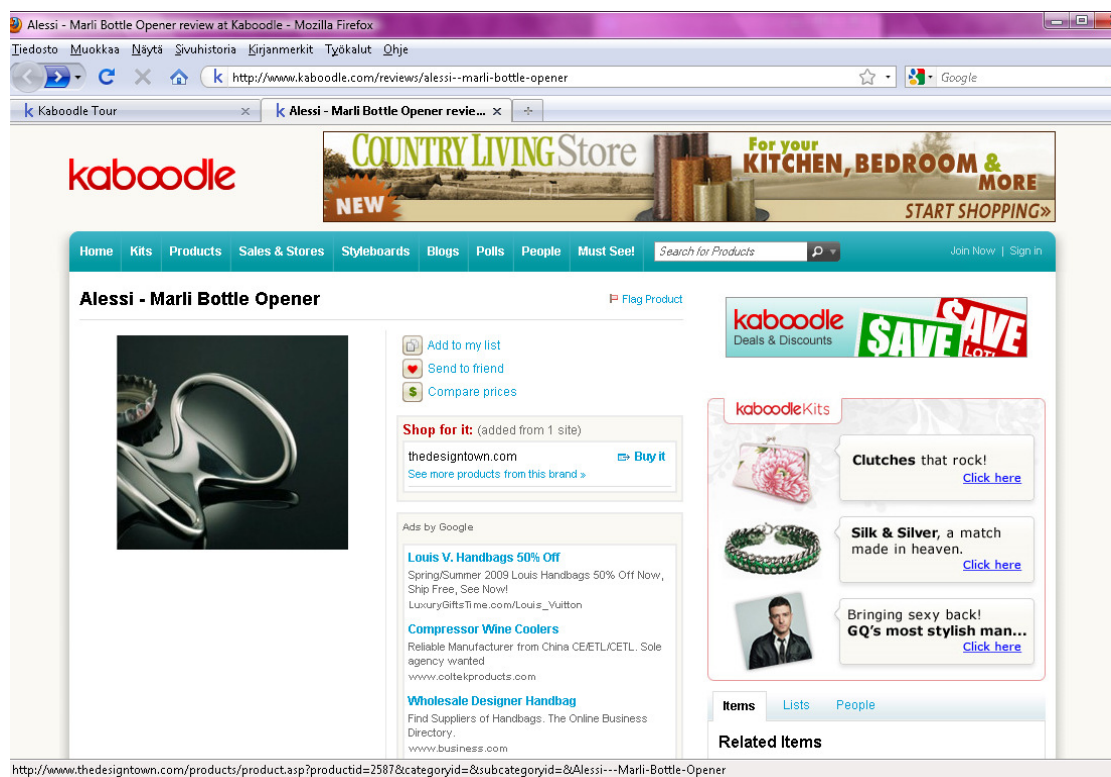 Alessi - Marli Bottle Opener review at Kaboodle - Mozilla Firefox
Tiedosto Muokkaa Näytä Sivuhistoria Kirjanmerkit Työkalut Ohje
k http://www.kaboodle.com/reviews/alessi--marli-bottle-opener
Google
k Kaboodle Tour
k Alessi - Marli Bottle Opener revie...
kaboodle
COUNTRY LIVING Store
NEW
For your
KITCHEN, BEDROOM &
MORE
START SHOPPING»
Home Kits Products Sales & Stores Styleboards Blogs Polls People Must See! Search for Products Join Now | Sign in
Alessi - Marli Bottle Opener
Flag Product
Add to my list
Send to friend
$ Compare prices
Shop for it: (added from 1 site)
thedesigntown.com Buy it
See more products from this brand »
Ads by Google
Louis V. Handbags 50% Off
Spring/Summer 2009 Louis Handbags 50% Off Now,
Ship Free, See Now!
LuxuryGiftsTime.com/Louis_Vuitton
Compressor Wine Coolers
Reliable Manufacturer from China CE/ETL/CETL. Sole
agency wanted
www.coltekproducts.com
Wholesale Designer Handbag
Find Suppliers of Handbags. The Online Business
Directory.
www.business.com
kaboodle
Deals & Discounts
$AVE
$AVE
LOT!
kaboodleKits
Clutches that rock!
Click here
Silk & Silver, a match
made in heaven.
Click here
Bringing sexy back!
GQ's most stylish man...
Click here
Items Lists People
Related Items
http://www.thedesigntown.com/products/product.asp?productid=2587&categoryid=&subcategoryid=&Alessi---Marli-Bottle-Opener